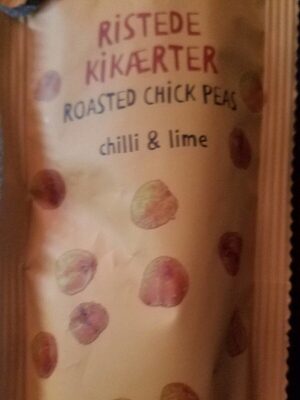 RISTEDE
KIKÆRTER
ROASTED CHICK PEAS
chilli & lime